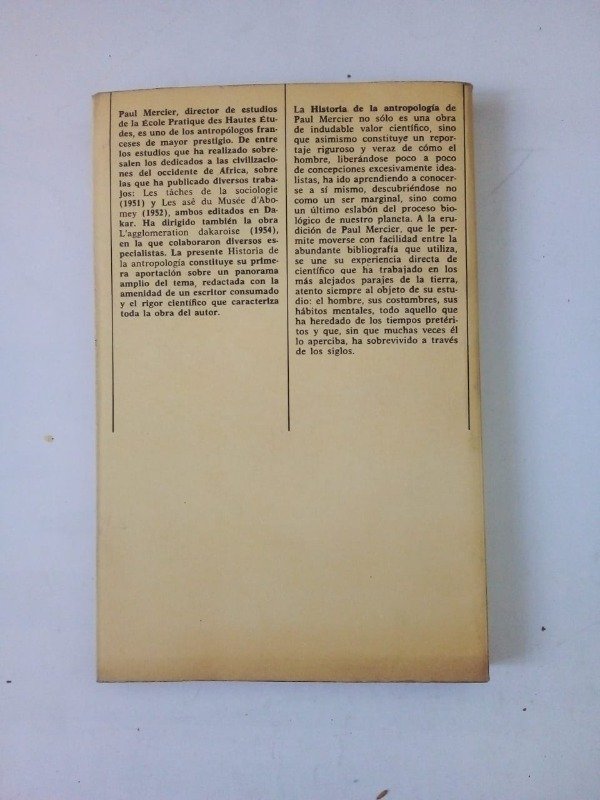 Paul Mercier, director de estudios
de la École Pratique des Hautes Étu-
des, es uno de los antropólogos fran-
ceses de mayor prestigio. De entre
los estudios que ha realizado sobre-
salen los dedicados a las civilizacio-
nes del occidente de Africa, sobre
las que ha publicado diversos traba-
jos: Les tâches de la sociologie
(1951) y Les asê du Musée d'Abo-
mey (1952), ambos editados en Da-
kar. Ha dirigido también la obra
L'agglomeration dakaroise (1954),
en la que colaboraron diversos es-
pecialistas. La presente Historia de
la antropología constituye su prime-
ra aportación sobre un panorama
amplio del tema, redactada con la
amenidad de un escritor consumado
y el rigor científico que caracteriza
toda la obra del autor.
La Historia de la antropología de
Paul Mercier no sólo es una obra
de indudable valor científico, sino
que asimismo constituye un repor-
taje riguroso y veraz de cómo el
hombre, liberándose poco a poco
de concepciones excesivamente idea-
listas, ha ido aprendiendo a conocer-
se a sí mismo, descubriéndose no
como un ser marginal, sino como
un último eslabón del proceso bio-
lógico de nuestro planeta. A la eru-
dición de Paul Mercier, que le per-
mite moverse con facilidad entre la
abundante bibliografía que utiliza,
se une su experiencia directa de
científico que ha trabajado en los
más alejados parajes de la tierra,
atento siempre al objeto de su estu-
dio: el hombre, sus costumbres, sus
hábitos mentales, todo aquello que
ha heredado de los tiempos pretéri-
tos y que, sin que muchas veces él
lo aperciba, ha sobrevivido a través
de los siglos.